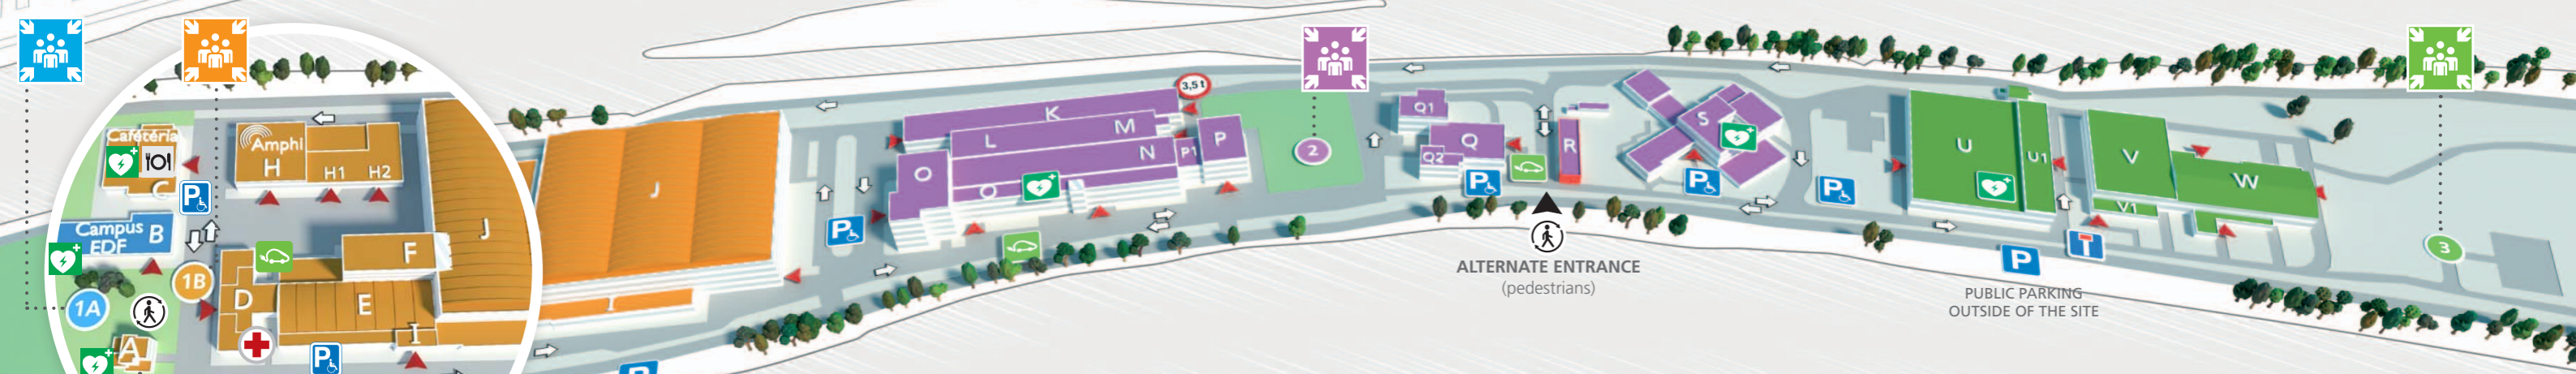 Cafétéria
C
Amphi
H
H1
H2
Campus
EDF
B
1A
1B
A
D
E
F
I
J
J
I
3,5t
K
L
M
N
O
O
P1
P
2
Q1
Q
Q2
R
S
U
U1
V
V1
W
3
P
P
P
P
P
P
P
ALTERNATE ENTRANCE
(pedestrians)
PUBLIC PARKING
OUTSIDE OF THE SITE